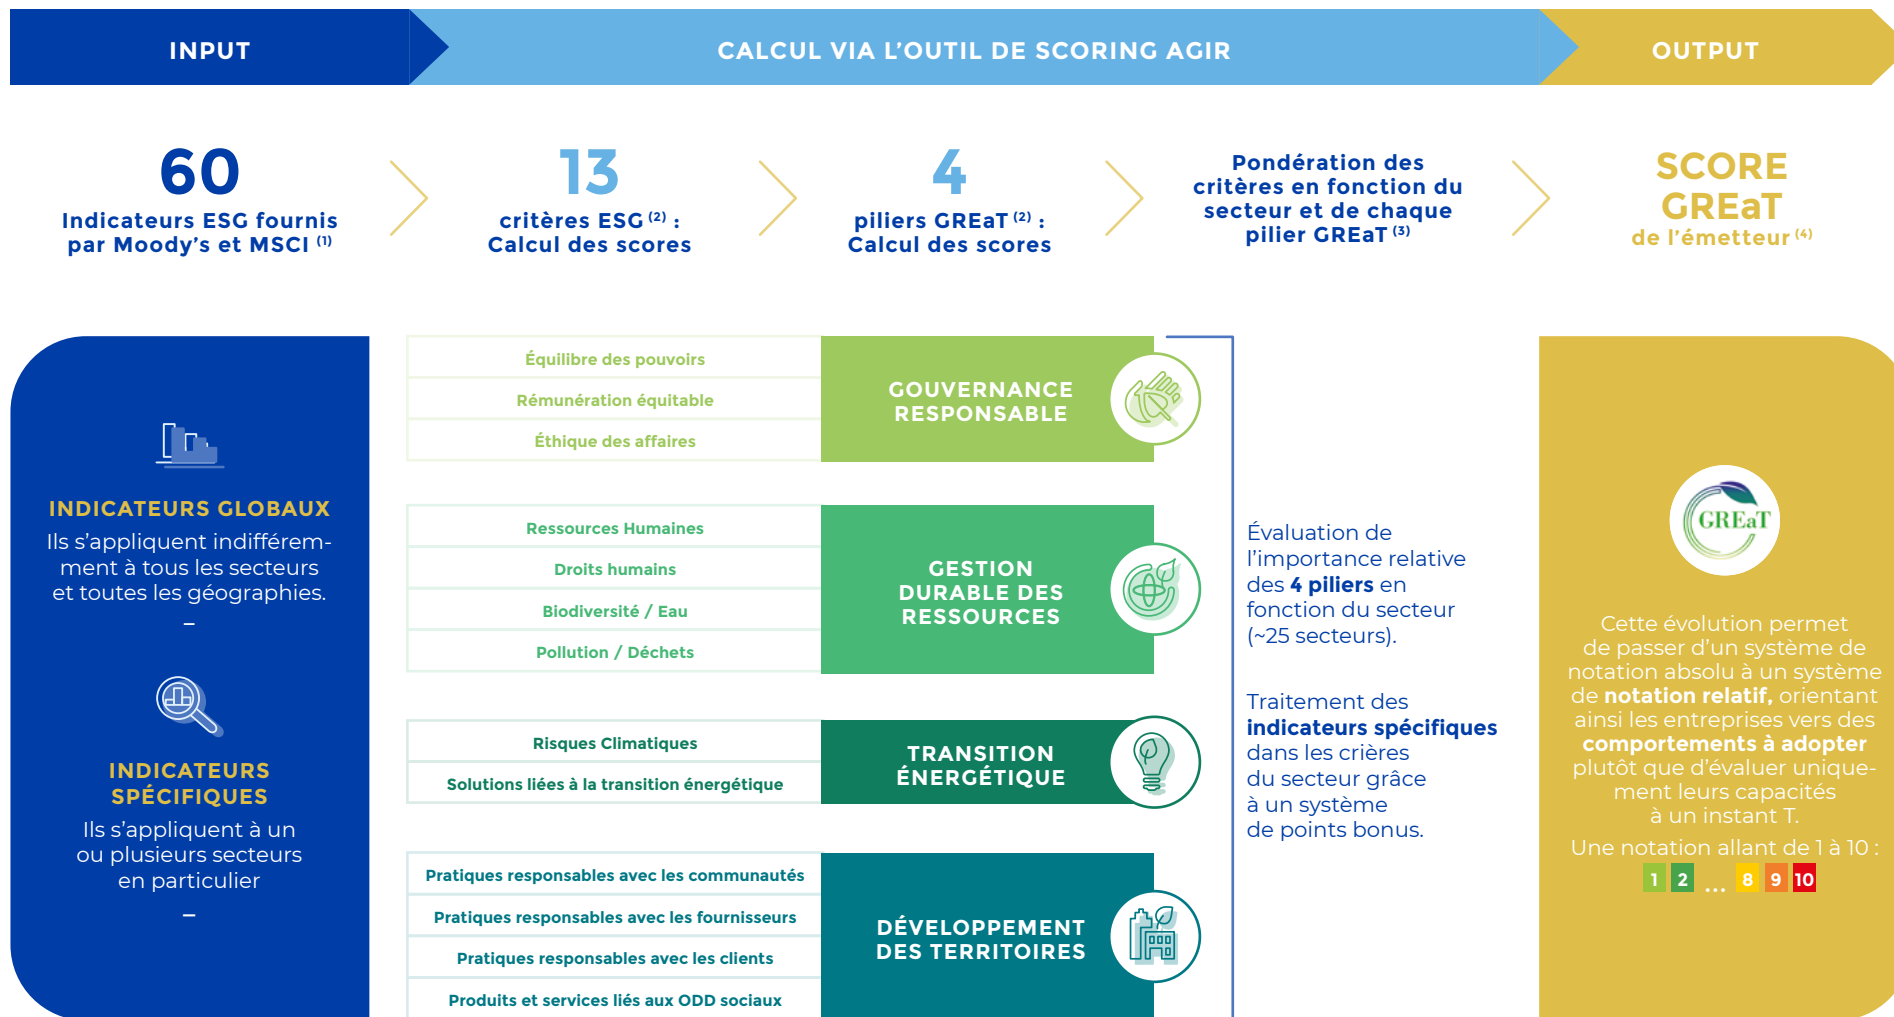 INPUT
CALCUL VIA L’OUTIL DE SCORING AGIR
OUTPUT
60
Indicateurs ESG fournis
par Moody’s et MSCI (1)
13
critères ESG (2) :
Calcul des scores
4
piliers GREaT (2) :
Calcul des scores
Pondération des
critères en fonction du
secteur et de chaque
pilier GREaT (3)
SCORE
GREaT
de l’émetteur (4)
INDICATEURS GLOBAUX
Ils s’appliquent indifférem-
ment à tous les secteurs
et toutes les géographies.
–
INDICATEURS
SPÉCIFIQUES
Ils s’appliquent à un
ou plusieurs secteurs
en particulier
–
Équilibre des pouvoirs
Rémunération équitable
Éthique des affaires
GOUVERNANCE
RESPONSABLE
Ressources Humaines
Droits humains
Biodiversité / Eau
Pollution / Déchets
GESTION
DURABLE DES
RESSOURCES
Risques Climatiques
Solutions liées à la transition énergétique
TRANSITION
ÉNERGÉTIQUE
Pratiques responsables avec les communautés
Pratiques responsables avec les fournisseurs
Pratiques responsables avec les clients
Produits et services liés aux ODD sociaux
DÉVELOPPEMENT
DES TERRITOIRES
Évaluation de
l’importance relative
des 4 piliers en
fonction du secteur
(~25 secteurs).
Traitement des
indicateurs spécifiques
dans les crières
du secteur grâce
à un système
de points bonus.
GREaT
Cette évolution permet
de passer d’un système de
notation absolu à un système
de notation relatif, orientant
ainsi les entreprises vers des
comportements à adopter
plutôt que d’évaluer unique-
ment leurs capacités
à un instant T.
Une notation allant de 1 à 10 :
1 2 ... 8 9 10